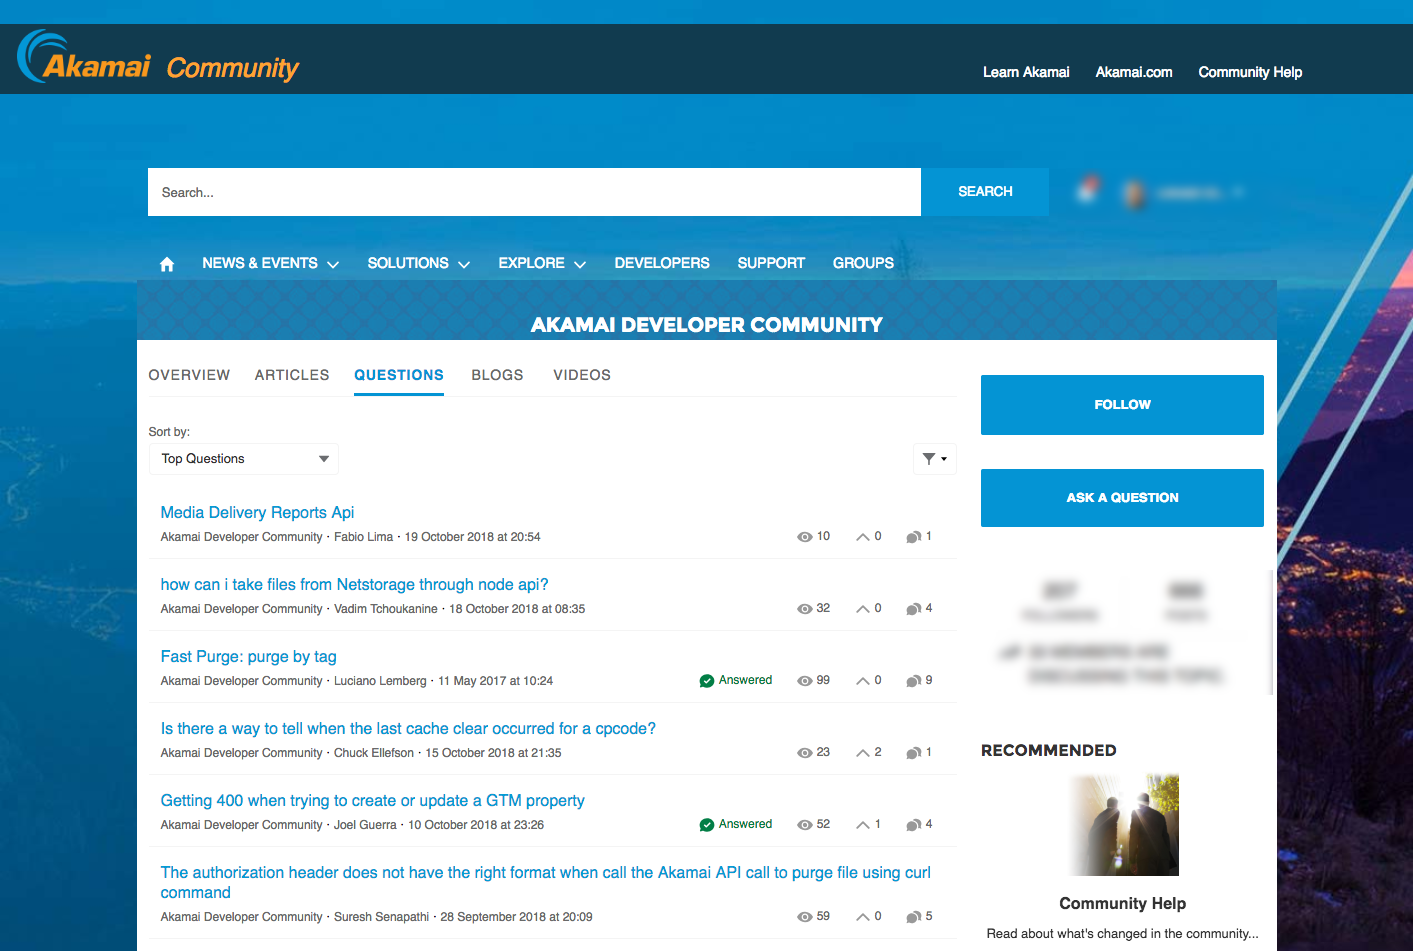 Akamai Community
Learn Akamai Akamai.com Community Help
Search... SEARCH
NEWS & EVENTS SOLUTIONS EXPLORE DEVELOPERS SUPPORT GROUPS
AKAMAI DEVELOPER COMMUNITY
OVERVIEW ARTICLES QUESTIONS BLOGS VIDEOS
Sort by:
Top Questions
Media Delivery Reports Api
Akamai Developer Community · Fabio Lima · 19 October 2018 at 20:54 10 0 1
how can i take files from Netstorage through node api?
Akamai Developer Community · Vadim Tchoukanine · 18 October 2018 at 08:35 32 0 4
Fast Purge: purge by tag
Akamai Developer Community · Luciano Lemberg · 11 May 2017 at 10:24 Answered 99 0 9
Is there a way to tell when the last cache clear occurred for a cpcode?
Akamai Developer Community · Chuck Ellefson · 15 October 2018 at 21:35 23 2 1
Getting 400 when trying to create or update a GTM property
Akamai Developer Community · Joel Guerra · 10 October 2018 at 23:26 Answered 52 1 4
The authorization header does not have the right format when call the Akamai API call to purge file using curl
command
Akamai Developer Community · Suresh Senapathi · 28 September 2018 at 20:09 59 0 5
FOLLOW
ASK A QUESTION
RECOMMENDED
Community Help
Read about what's changed in the community...